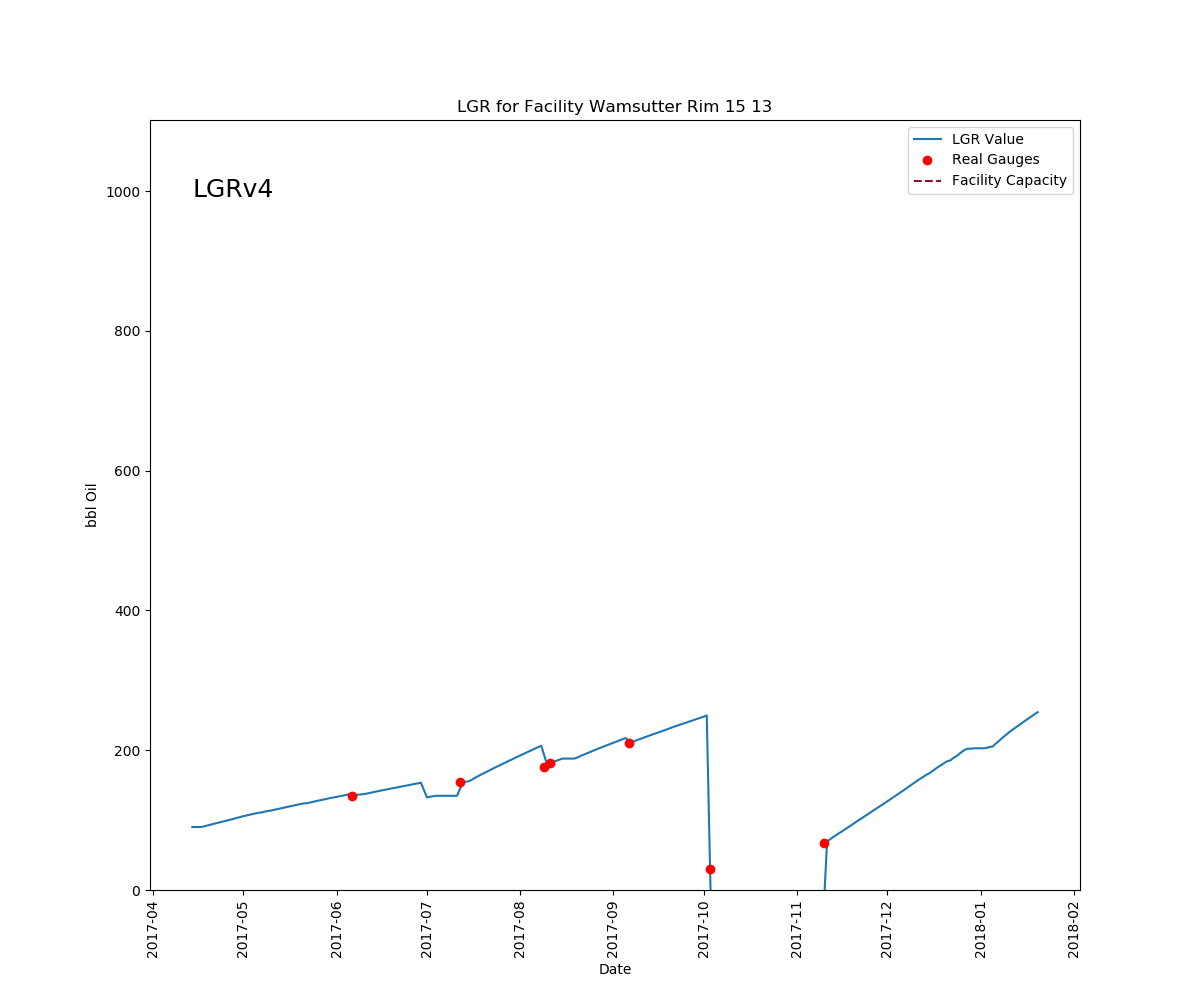 LGR for Facility Wamsutter Rim 15 13
LGRv4
LGR Value
Real Gauges
Facility Capacity
1000
800
600
400
200
0
bbl Oil
2017-04
2017-05
2017-06
2017-07
2017-08
2017-09
2017-10
2017-11
2017-12
2018-01
2018-02
Date